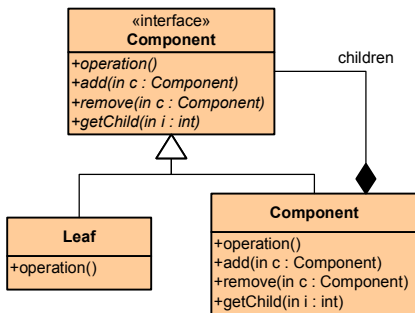 «interface»
Component
+operation()
+add(in c : Component)
+remove(in c : Component)
+getChild(in i : int)
children
Leaf
+operation()
Component
+operation()
+add(in c : Component)
+remove(in c : Component)
+getChild(in i : int)